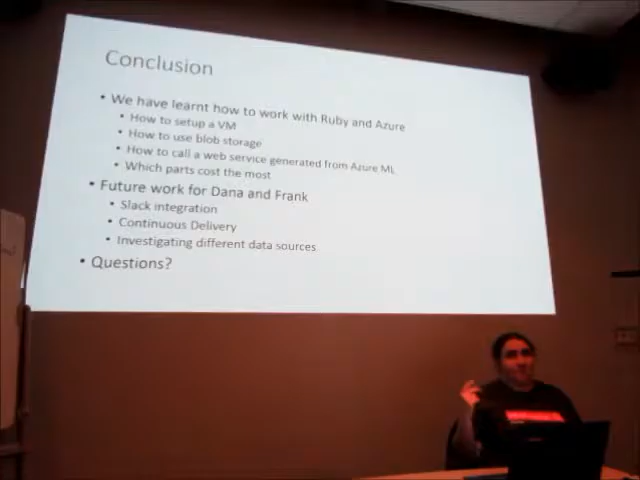 Conclusion
• We have learnt how to work with Ruby and Azure
• How to setup a VM
• How to use blob storage
• How to call a web service generated from Azure ML
• Which parts cost the most
• Future work for Dana and Frank
• Slack integration
• Continuous Delivery
• Investigating different data sources
• Questions?